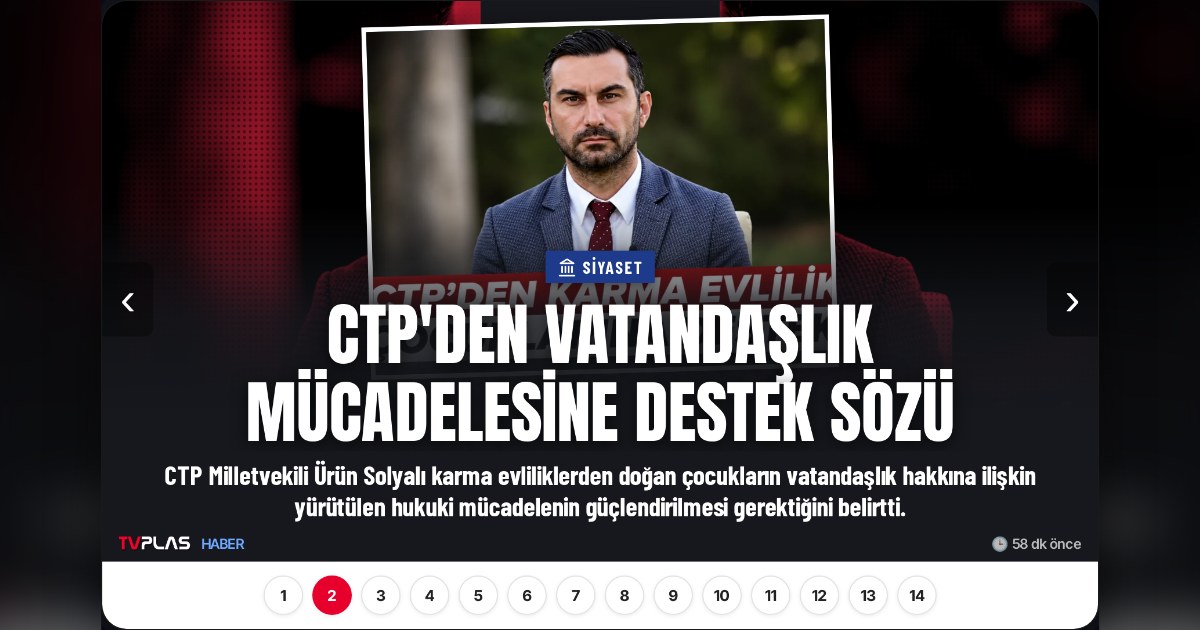 SİYASET
CTP’DEN KARMA EVLİLİK
CTP'DEN VATANDAŞLIK
MÜCADELESİNE DESTEK SÖZÜ
CTP Milletvekili Ürün Solyalı karma evliliklerden doğan çocukların vatandaşlık hakkına ilişkin
yürütülen hukuki mücadelenin güçlendirilmesi gerektiğini belirtti.
TVPLAS HABER
58 dk önce
‹ ›
1 2 3 4 5 6 7 8 9 10 11 12 13 14